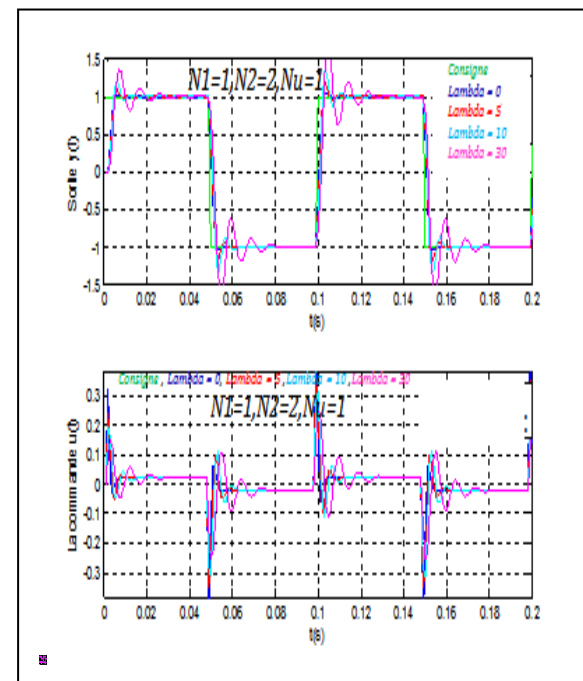 N1=1,N2=2,Nu=1
Consigne
Lambda = 0
Lambda = 5
Lambda = 10
Lambda = 30
Sortie y(t)
1.5
1
0.5
0
-0.5
-1
-1.5
0 0.02 0.04 0.06 0.08 0.1 0.12 0.14 0.16 0.18 0.2
t(s)
Consigne , Lambda = 0, Lambda = 5 ,Lambda = 10 ,Lambda = 30
N1=1,N2=2,Nu=1
La commande u(t)
0.3
0.2
0.1
0
-0.1
-0.2
-0.3
0 0.02 0.04 0.06 0.08 0.1 0.12 0.14 0.16 0.18 0.2
t(s)